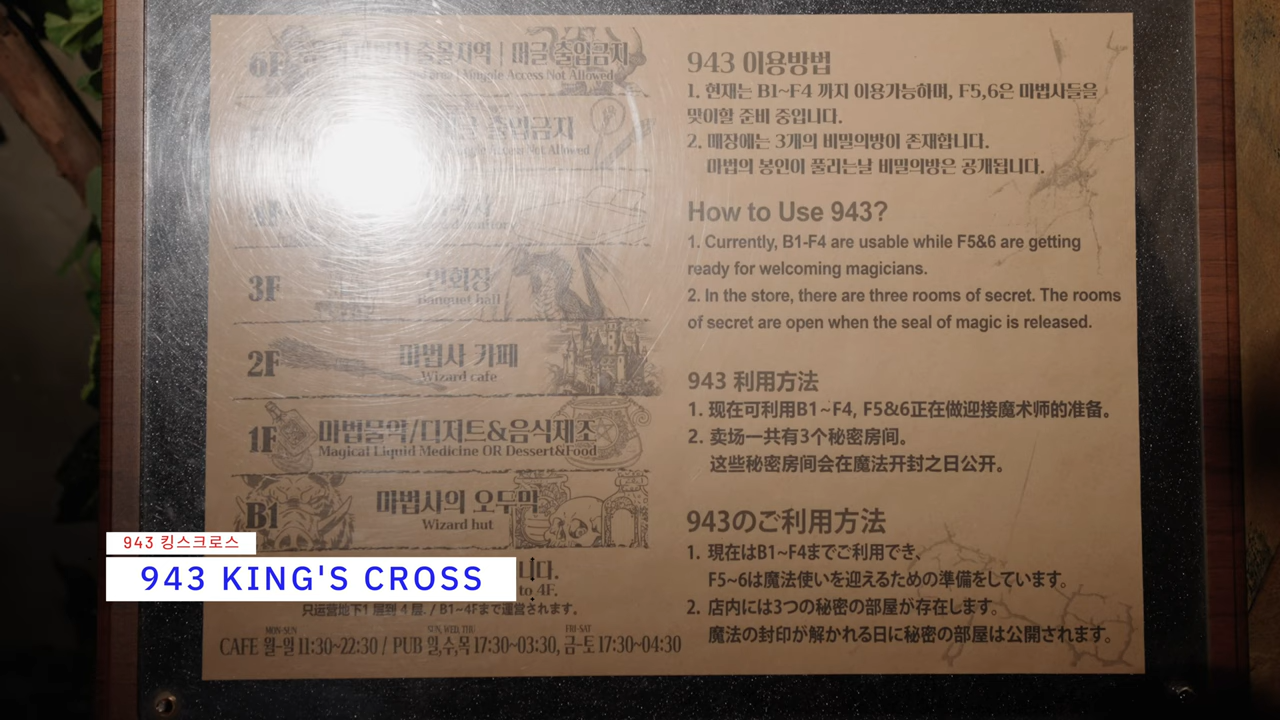 6F
출몰지역 | 머글 출입금지
Area | Muggle Access Not Allowed
출입금지
Access Not Allowed
3F
연회장
Banquet hall
2F
마법사 카페
Wizard cafe
1F
마법물약/디저트&음식제조
Magical Liquid Medicine OR Dessert&Food
B1
마법사의 오두막
Wizard hut
니다.
to 4F.
只运营地下1 层到 4 层. / B1~4Fまで運営されます。
MON-SUN SUN, WED, THU FRI-SAT
CAFE 월-일 11:30~22:30 / PUB 일,수,목 17:30~03:30, 금-토 17:30~04:30
943 이용방법
1. 현재는 B1~F4 까지 이용가능하며, F5,6은 마법사들을
맞이할 준비 중입니다.
2. 매장에는 3개의 비밀의방이 존재합니다.
마법의 봉인이 풀리는날 비밀의방은 공개됩니다.
How to Use 943?
1. Currently, B1-F4 are usable while F5&6 are getting
ready for welcoming magicians.
2. In the store, there are three rooms of secret. The rooms
of secret are open when the seal of magic is released.
943 利用方法
1. 现在可利用B1~F4, F5&6正在做迎接魔术师的准备。
2. 卖场一共有3个秘密房间。
这些秘密房间会在魔法开封之日公开。
943のご利用方法
1. 現在はB1~F4までご利用でき、
F5~6は魔法使いを迎えるための準備をしています。
2. 店内には3つの秘密の部屋が存在します。
魔法の封印が解かれる日に秘密の部屋は公開されます。
943 킹스크로스
943 KING'S CROSS